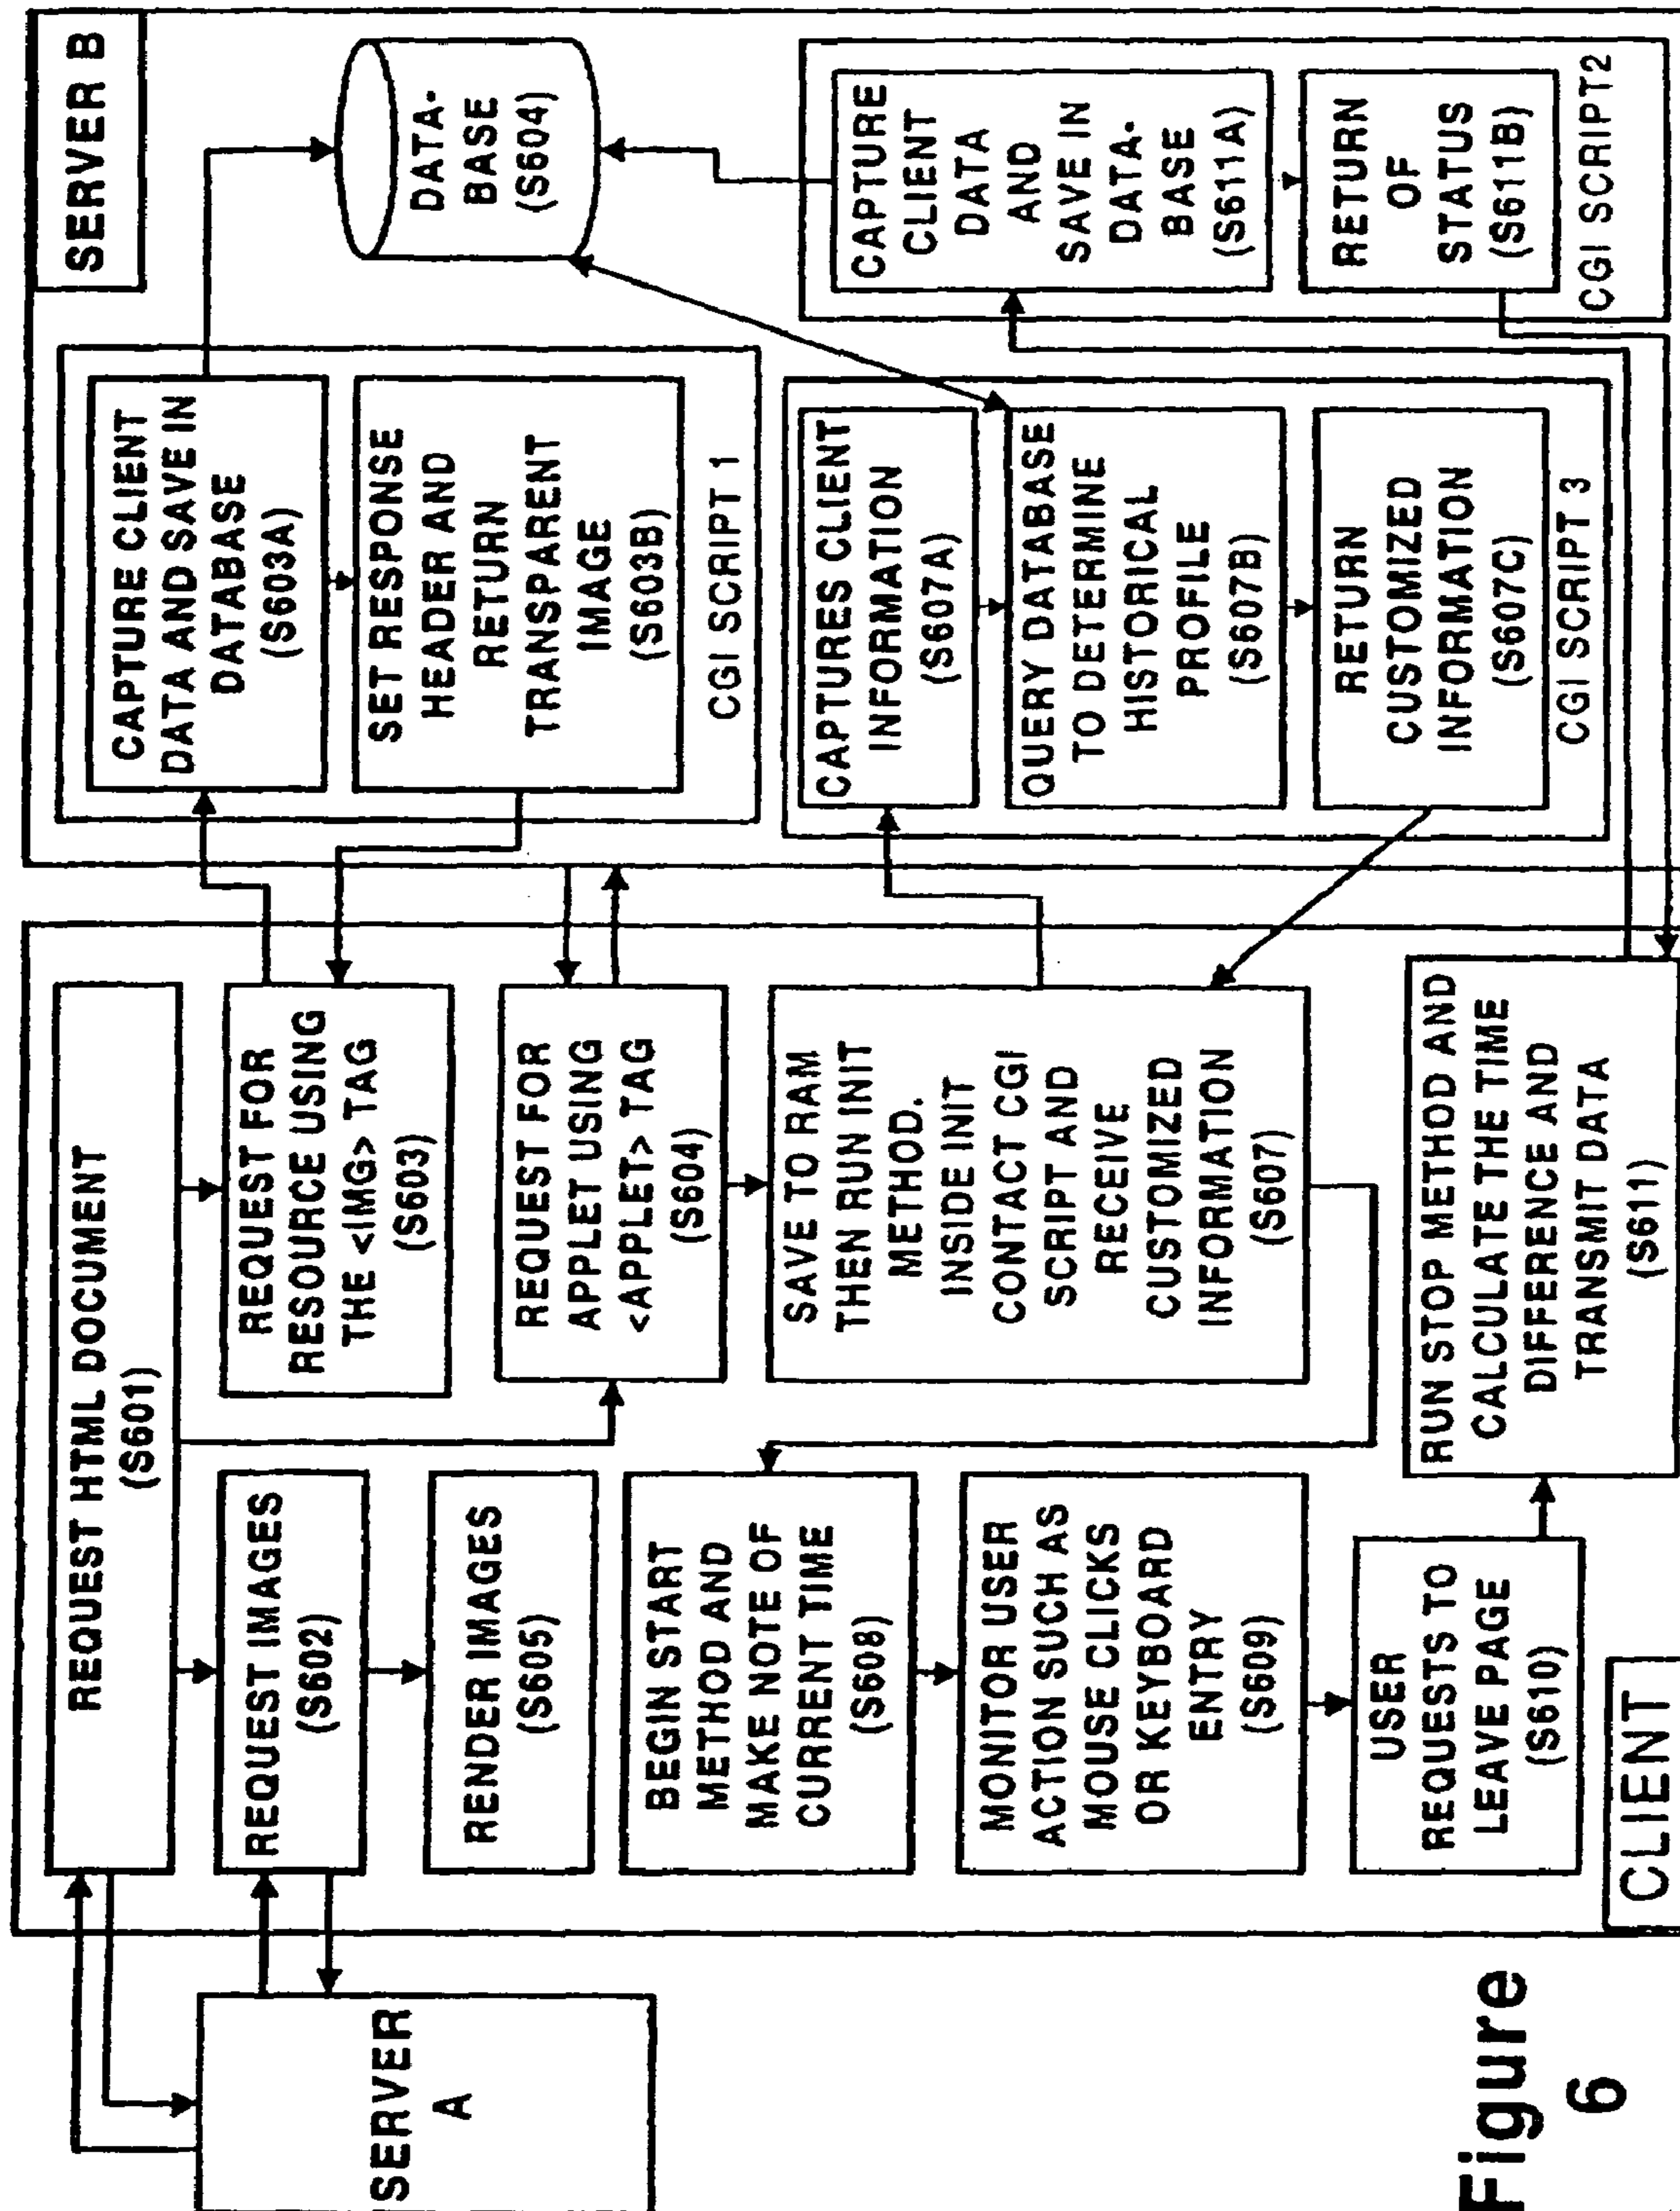 SERVER
A
REQUEST HTML DOCUMENT
(S601)
REQUEST IMAGES
(S602)
RENDER IMAGES
(S605)
BEGIN START
METHOD AND
MAKE NOTE OF
CURRENT TIME
(S608)
MONITOR USER
ACTION SUCH AS
MOUSE CLICKS
OR KEYBOARD
ENTRY
(S609)
USER
REQUESTS TO
LEAVE PAGE
(S610)
CLIENT
REQUEST FOR
RESOURCE USING
THE <IMG> TAG
(S603)
REQUEST FOR
APPLET USING
<APPLET> TAG
(S604)
SAVE TO RAM
THEN RUN INIT
METHOD.
INSIDE INIT
CONTACT CGI
SCRIPT AND
RECEIVE
CUSTOMIZED
INFORMATION
(S607)
RUN STOP METHOD AND
CALCULATE THE TIME
DIFFERENCE AND
TRANSMIT DATA
(S611)
SERVER B
CAPTURE CLIENT
DATA AND SAVE IN
DATABASE
(S603A)
SET RESPONSE
HEADER AND
RETURN
TRANSPARENT
IMAGE
(S603B)
CGI SCRIPT 1
CAPTURES CLIENT
INFORMATION
(S607A)
QUERY DATABASE
TO DETERMINE
HISTORICAL
PROFILE
(S607B)
RETURN
CUSTOMIZED
INFORMATION
(S607C)
CGI SCRIPT 3
DATA-
BASE
(S604)
CAPTURE
CLIENT
DATA
AND
SAVE IN
DATA-
BASE
(S611A)
RETURN
OF
STATUS
(S611B)
CGI SCRIPT2
Figure
6